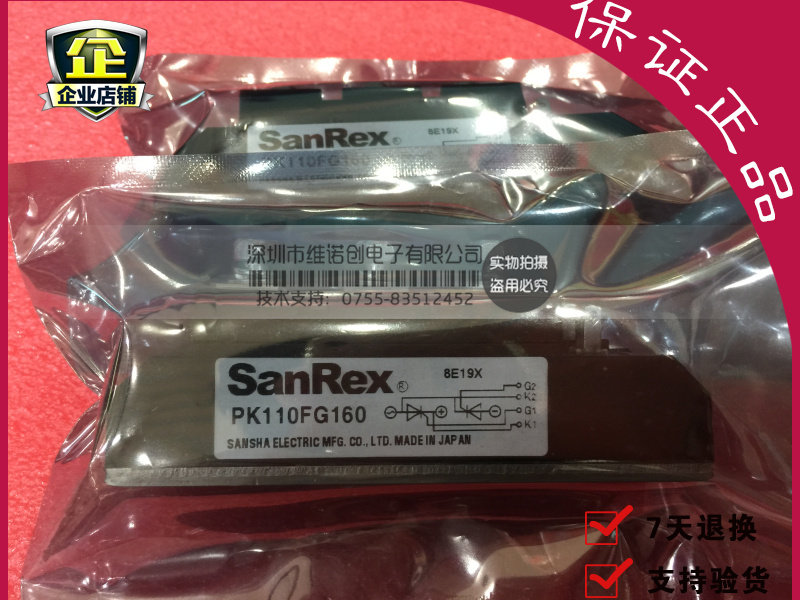 企
企业店铺
保证正品
SanRex®
8E19X
PK110FG160
深圳市维诺创电子有限公司
实物拍摄
盗用必究
技术支持：0755-83512452
SanRex®
8E19X
PK110FG160
G2
K2
G1
K1
SANSHA ELECTRIC MFG. CO., LTD. MADE IN JAPAN
7天退换
支持验货